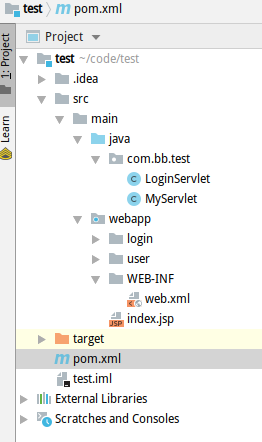 test pom.xml
Project
1: Project
Learn
test ~/code/test
.idea
src
main
java
com.bb.test
LoginServlet
MyServlet
webapp
login
user
WEB-INF
web.xml
index.jsp
target
pom.xml
test.iml
External Libraries
Scratches and Consoles